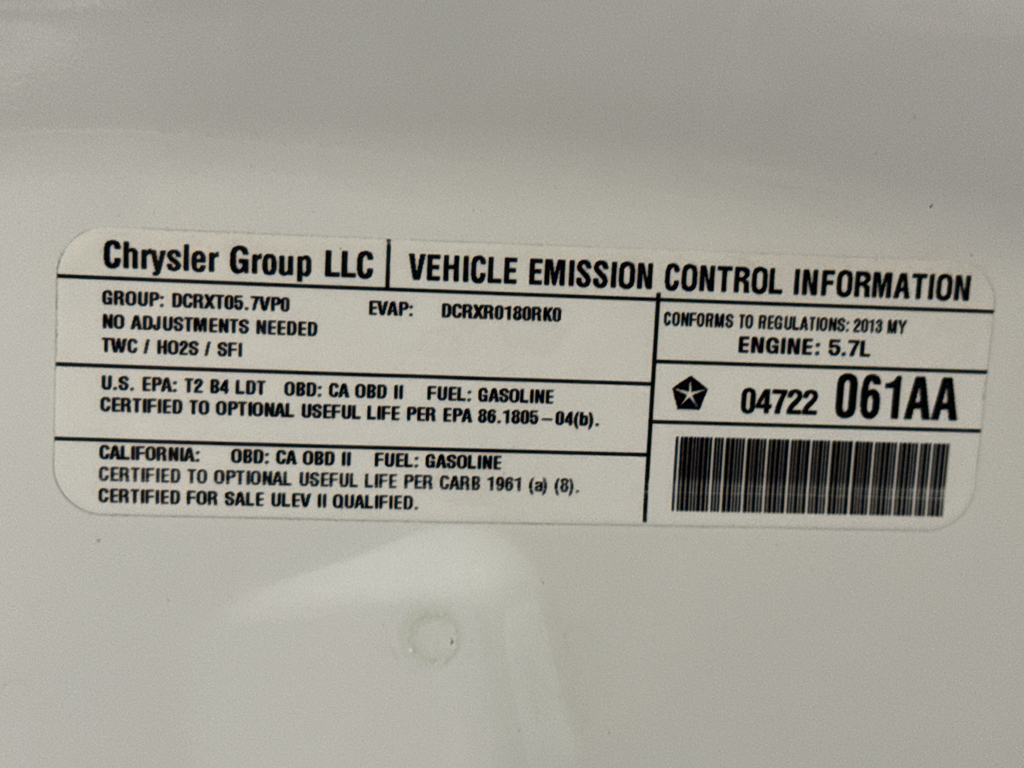 Chrysler Group LLC | VEHICLE EMISSION CONTROL INFORMATION
GROUP: DCRXT05.7VP0 EVAP: DCRXR0180RK0
NO ADJUSTMENTS NEEDED
TWC / HO2S / SFI
CONFORMS TO REGULATIONS: 2013 MY
ENGINE: 5.7L
U.S. EPA: T2 B4 LDT OBD: CA OBD II FUEL: GASOLINE
CERTIFIED TO OPTIONAL USEFUL LIFE PER EPA 86.1805-04(b).
04722 061AA
CALIFORNIA: OBD: CA OBD II FUEL: GASOLINE
CERTIFIED TO OPTIONAL USEFUL LIFE PER CARB 1961 (a) (8).
CERTIFIED FOR SALE ULEV II QUALIFIED.